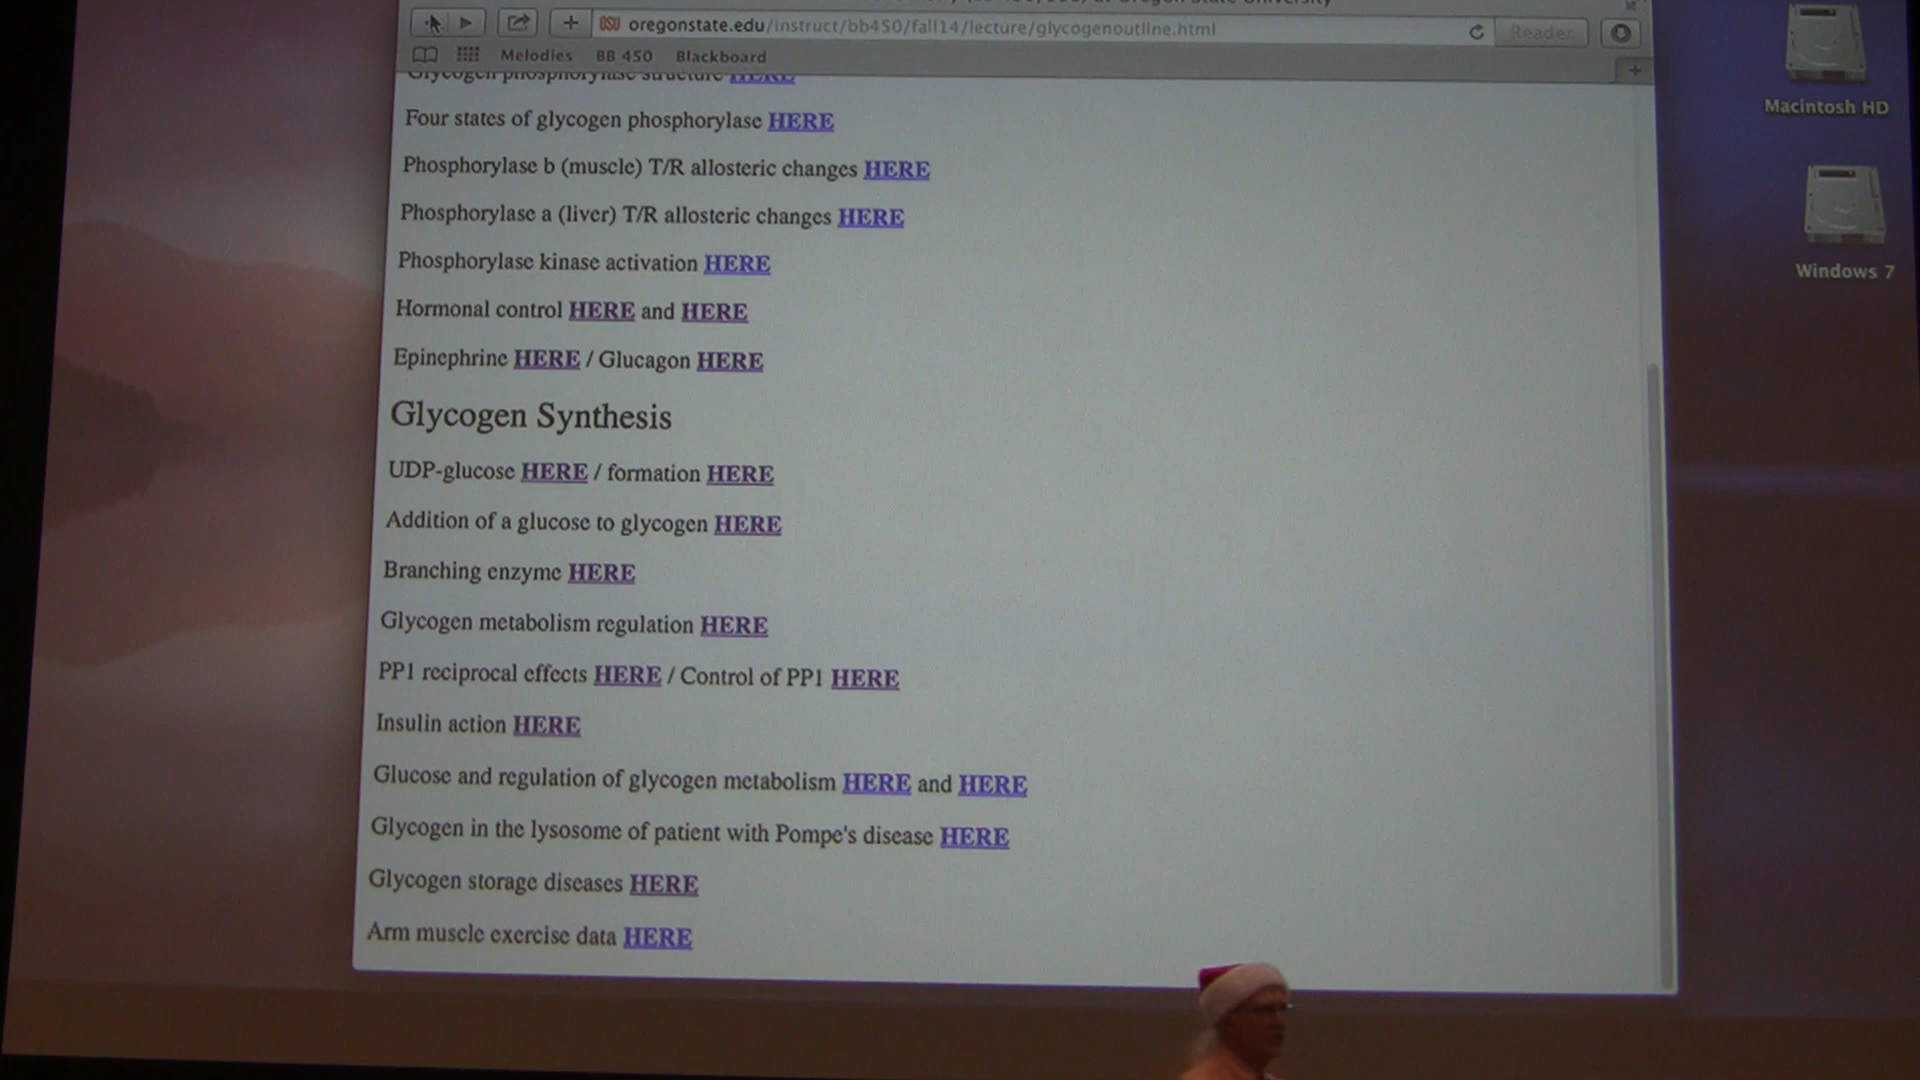 oregonstate.edu/instruct/bb450/fall14/lecture/glycogenoutline.html
Reader
Melodies BB 450 Blackboard
Glycogen phosphorylase structure HERE
Four states of glycogen phosphorylase HERE
Phosphorylase b (muscle) T/R allosteric changes HERE
Phosphorylase a (liver) T/R allosteric changes HERE
Phosphorylase kinase activation HERE
Hormonal control HERE and HERE
Epinephrine HERE / Glucagon HERE
Glycogen Synthesis
UDP-glucose HERE / formation HERE
Addition of a glucose to glycogen HERE
Branching enzyme HERE
Glycogen metabolism regulation HERE
PP1 reciprocal effects HERE / Control of PP1 HERE
Insulin action HERE
Glucose and regulation of glycogen metabolism HERE and HERE
Glycogen in the lysosome of patient with Pompe's disease HERE
Glycogen storage diseases HERE
Arm muscle exercise data HERE
Macintosh HD
Windows 7